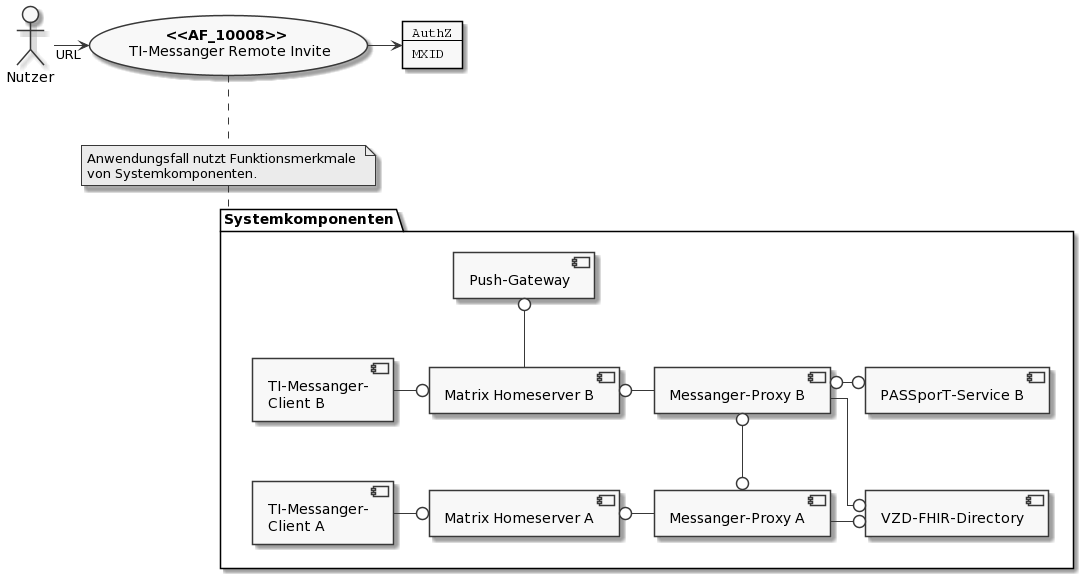 Nutzer
URL
<<AF_10008>>
TI-Messanger Remote Invite
AuthZ
MXID
Anwendungsfall nutzt Funktionsmerkmale
von Systemkomponenten.
Systemkomponenten
Push-Gateway
TI-Messanger-
Client B
Matrix Homeserver B
Messanger-Proxy B
PASSporT-Service B
TI-Messanger-
Client A
Matrix Homeserver A
Messanger-Proxy A
VZD-FHIR-Directory